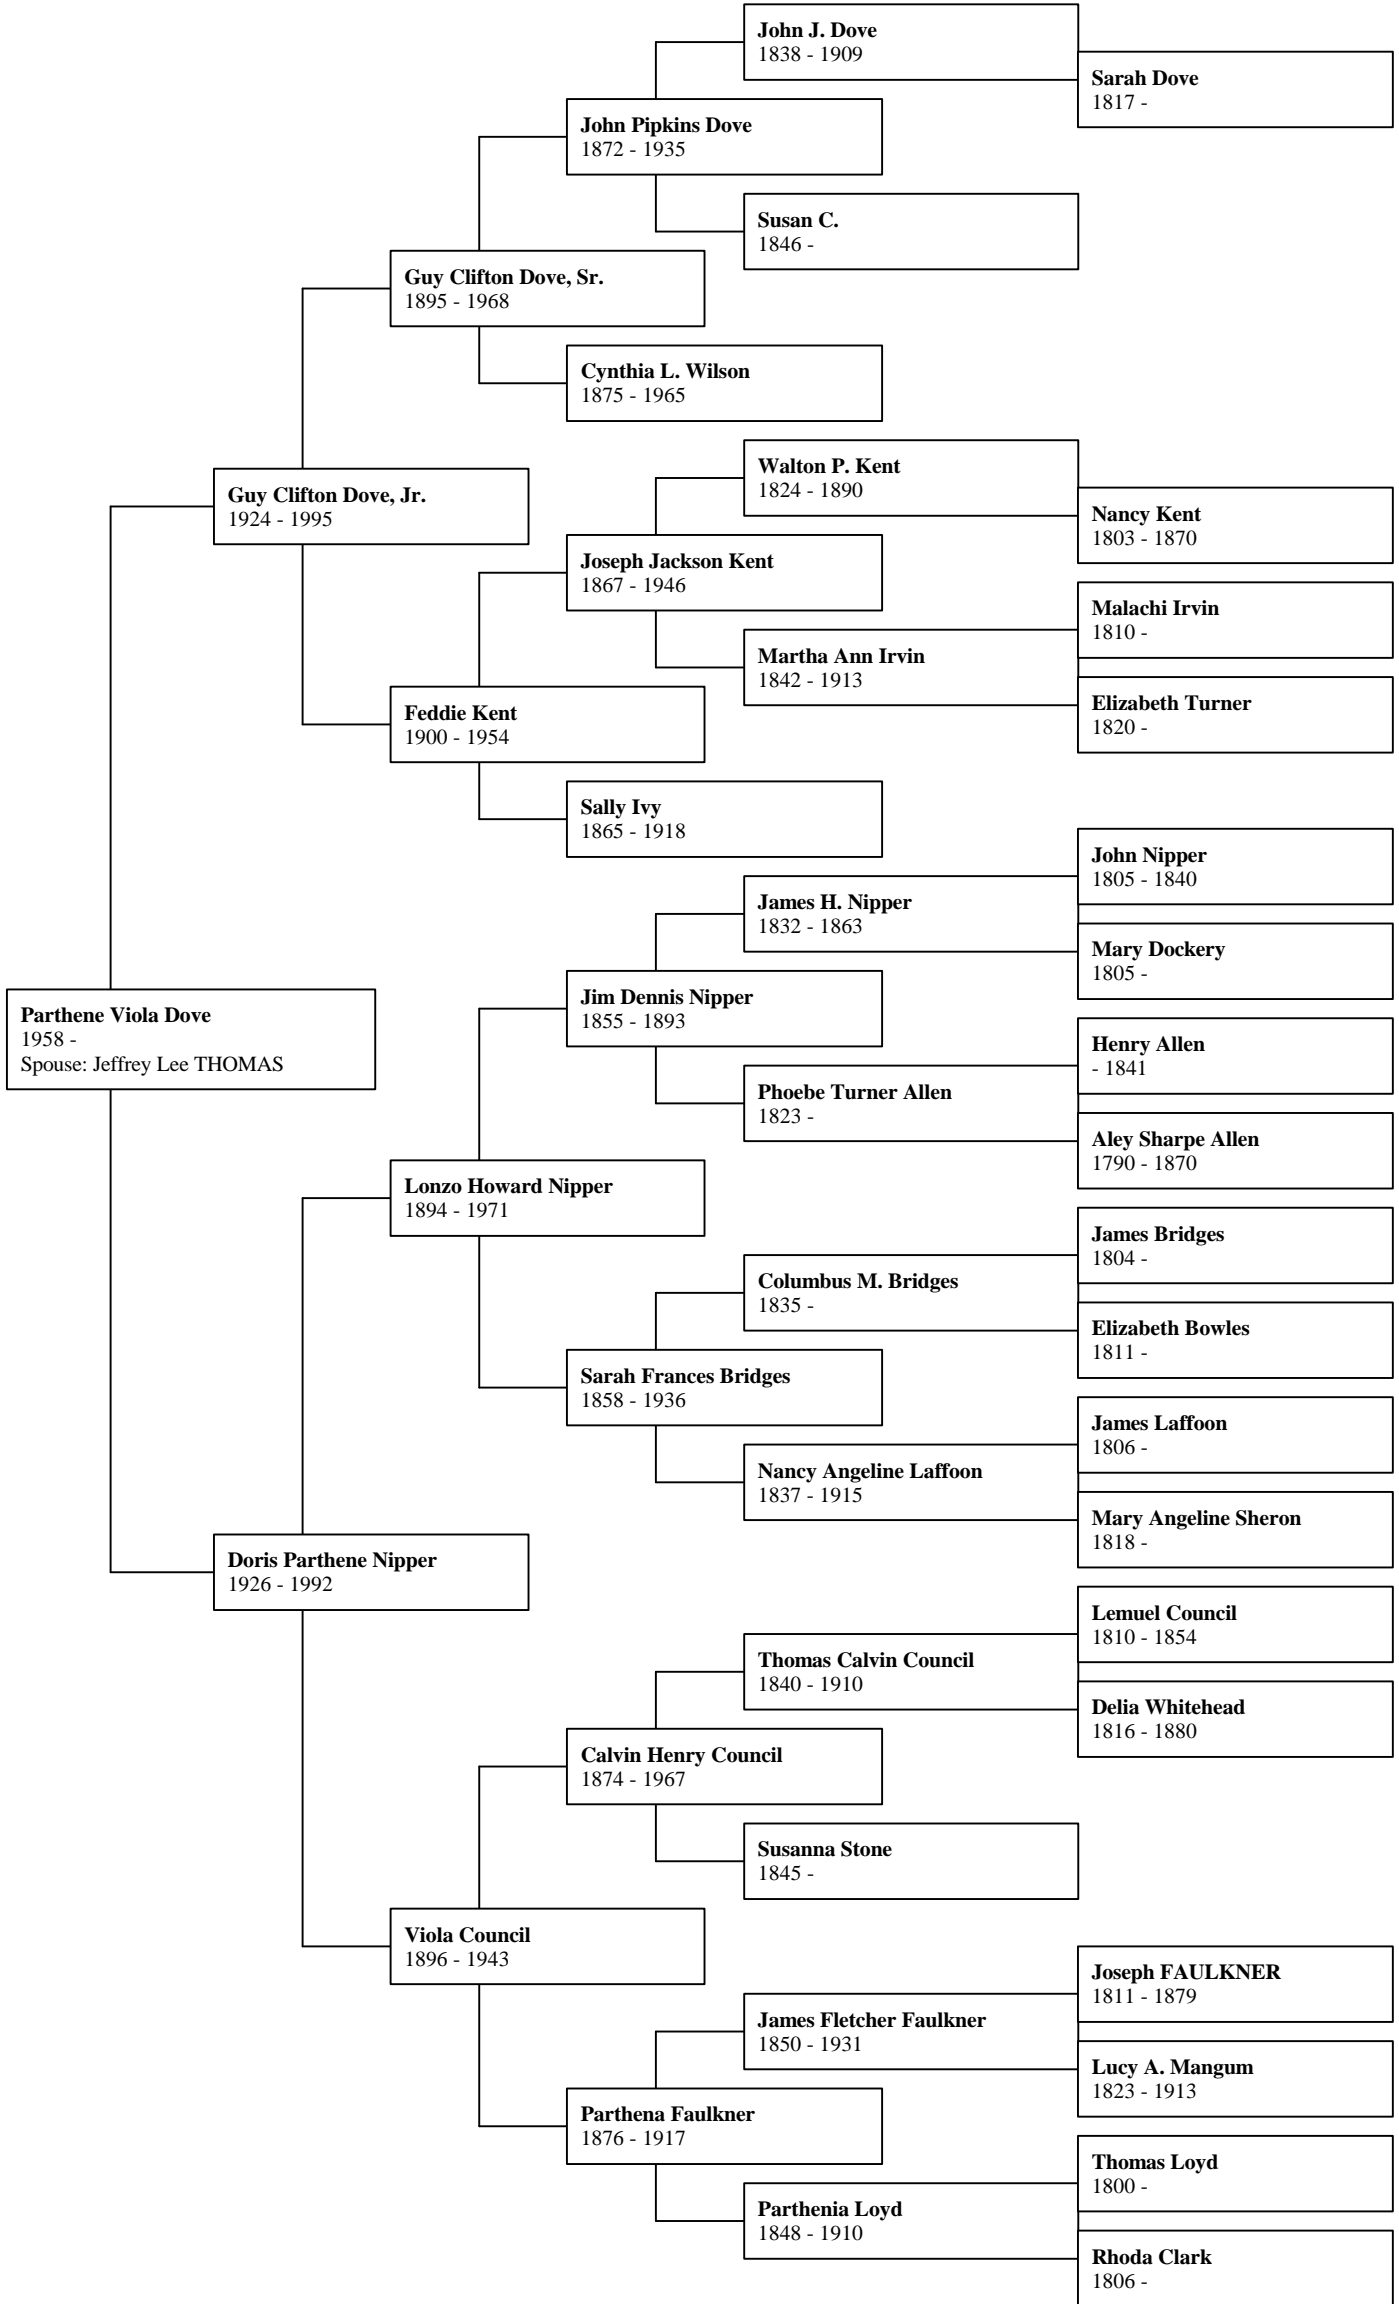 John J. Dove
1838 - 1909
Sarah Dove
1817 -
John Pipkins Dove
1872 - 1935
Susan C.
1846 -
Guy Clifton Dove, Sr.
1895 - 1968
Cynthia L. Wilson
1875 - 1965
Walton P. Kent
1824 - 1890
Guy Clifton Dove, Jr.
1924 - 1995
Nancy Kent
1803 - 1870
Joseph Jackson Kent
1867 - 1946
Malachi Irvin
1810 -
Martha Ann Irvin
1842 - 1913
Elizabeth Turner
1820 -
Feddie Kent
1900 - 1954
Sally Ivy
1865 - 1918
John Nipper
1805 - 1840
James H. Nipper
1832 - 1863
Mary Dockery
1805 -
Jim Dennis Nipper
1855 - 1893
Parthene Viola Dove
1958 -
Spouse: Jeffrey Lee THOMAS
Henry Allen
- 1841
Phoebe Turner Allen
1823 -
Aley Sharpe Allen
1790 - 1870
Lonzo Howard Nipper
1894 - 1971
James Bridges
1804 -
Columbus M. Bridges
1835 -
Elizabeth Bowles
1811 -
Sarah Frances Bridges
1858 - 1936
James Laffoon
1806 -
Nancy Angeline Laffoon
1837 - 1915
Mary Angeline Sheron
1818 -
Doris Parthene Nipper
1926 - 1992
Lemuel Council
1810 - 1854
Thomas Calvin Council
1840 - 1910
Delia Whitehead
1816 - 1880
Calvin Henry Council
1874 - 1967
Susanna Stone
1845 -
Viola Council
1896 - 1943
Joseph FAULKNER
1811 - 1879
James Fletcher Faulkner
1850 - 1931
Lucy A. Mangum
1823 - 1913
Parthena Faulkner
1876 - 1917
Thomas Loyd
1800 -
Parthenia Loyd
1848 - 1910
Rhoda Clark
1806 -